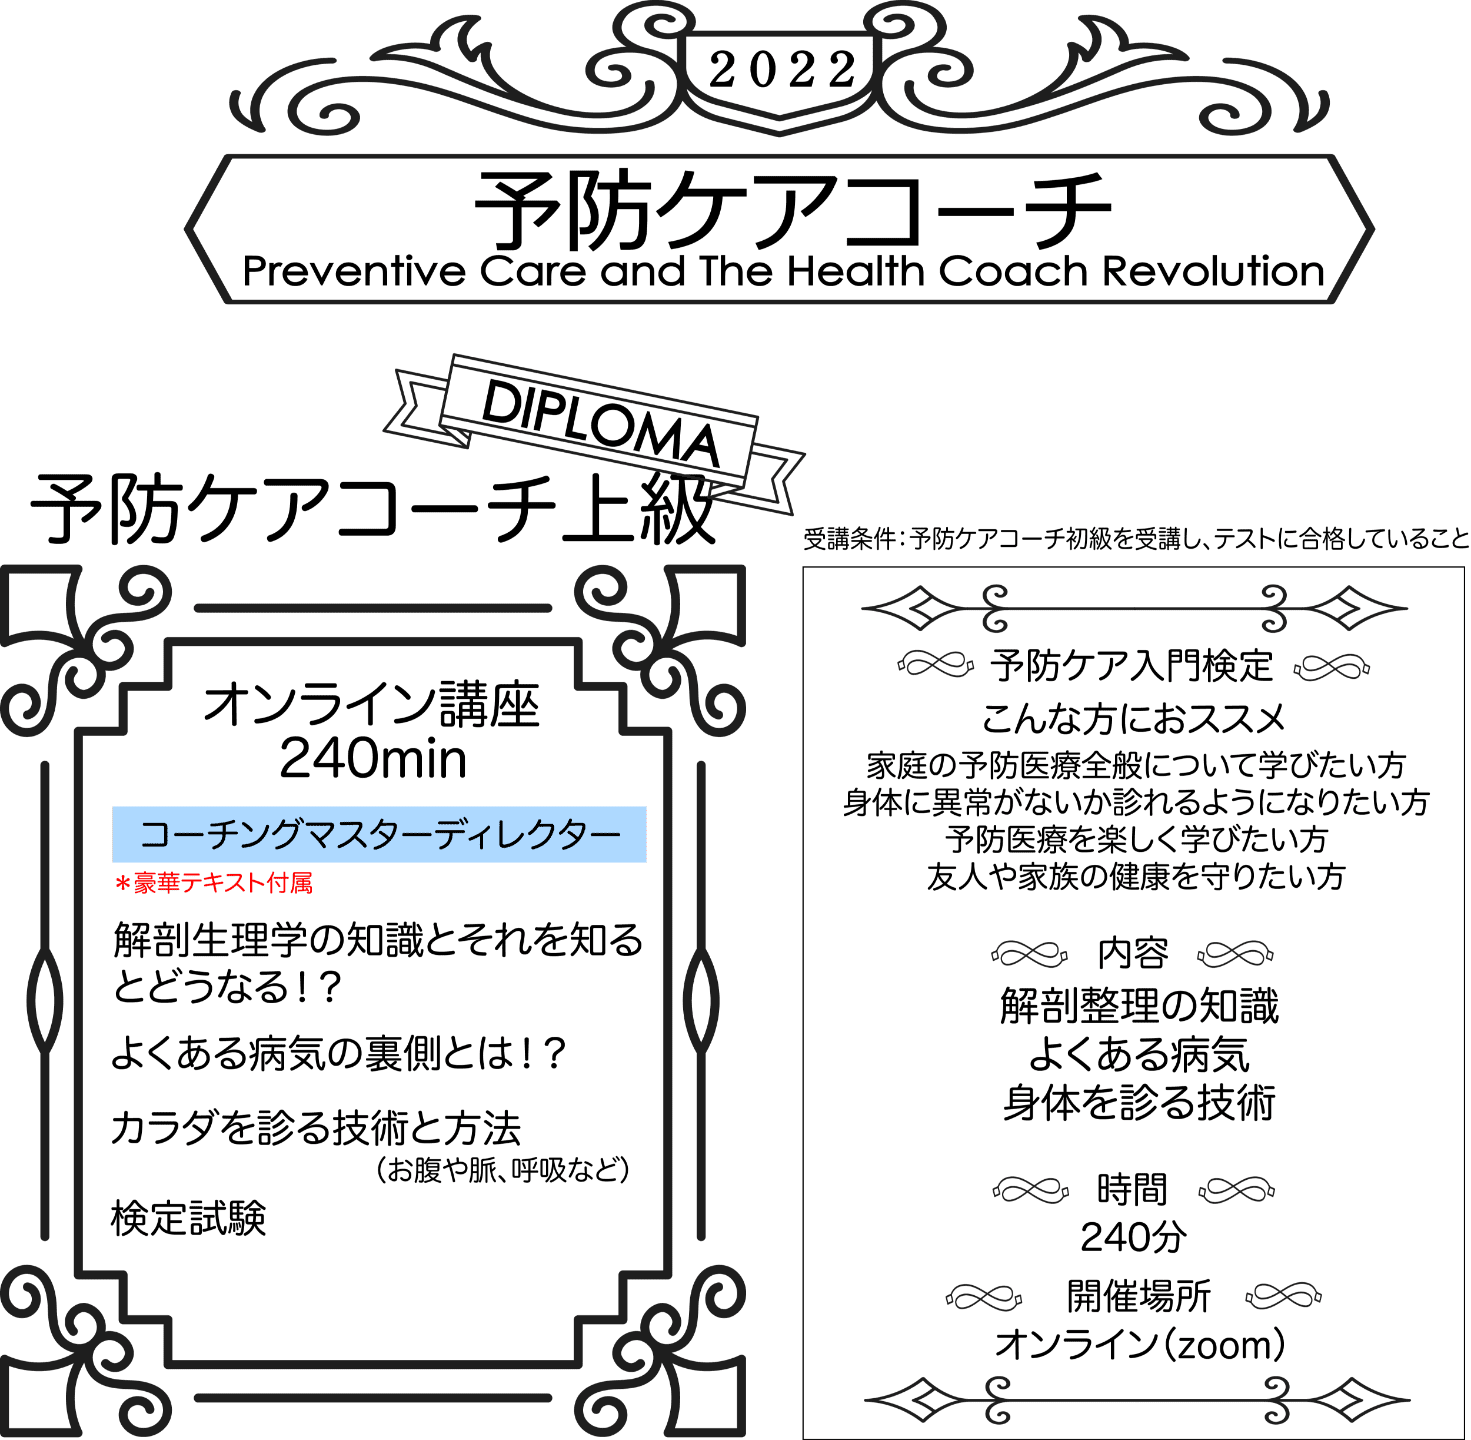 2022
予防ケアコーチ
Preventive Care and The Health Coach Revolution
DIPLOMA
予防ケアコーチ上級
オンライン講座
240min
コーチングマスターディレクター
＊豪華テキスト付属
解剖生理学の知識とそれを知る
とどうなる！？
よくある病気の裏側とは！？
カラダを診る技術と方法
（お腹や脈、呼吸など）
検定試験
受講条件：予防ケアコーチ初級を受講し、テストに合格していること
予防ケア入門検定
こんな方におススメ
家庭の予防医療全般について学びたい方
身体に異常がないか診れるようになりたい方
予防医療を楽しく学びたい方
友人や家族の健康を守りたい方
内容
解剖整理の知識
よくある病気
身体を診る技術
時間
240分
開催場所
オンライン（zoom）